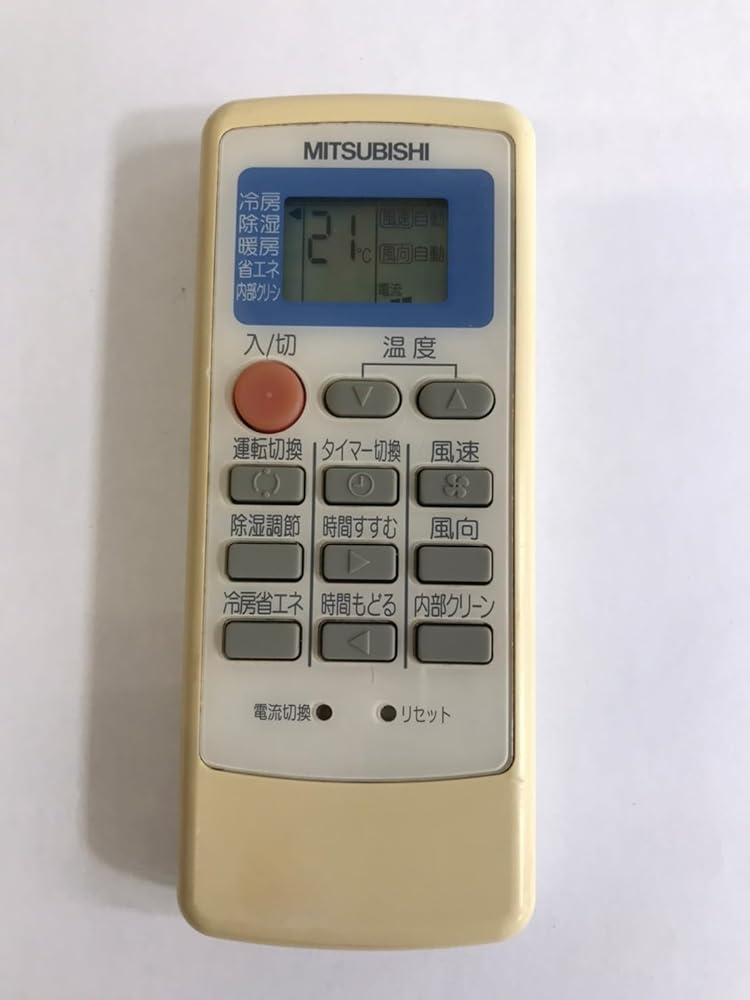 MITSUBISHI
冷房
除湿
暖房
省エネ
内部クリーン
21℃
風速 自動
風向 自動
電流
入/切
温度
運転切換 タイマー切換 風速
除湿調節 時間すすむ 風向
冷房省エネ 時間もどる 内部クリーン
電流切換 リセット